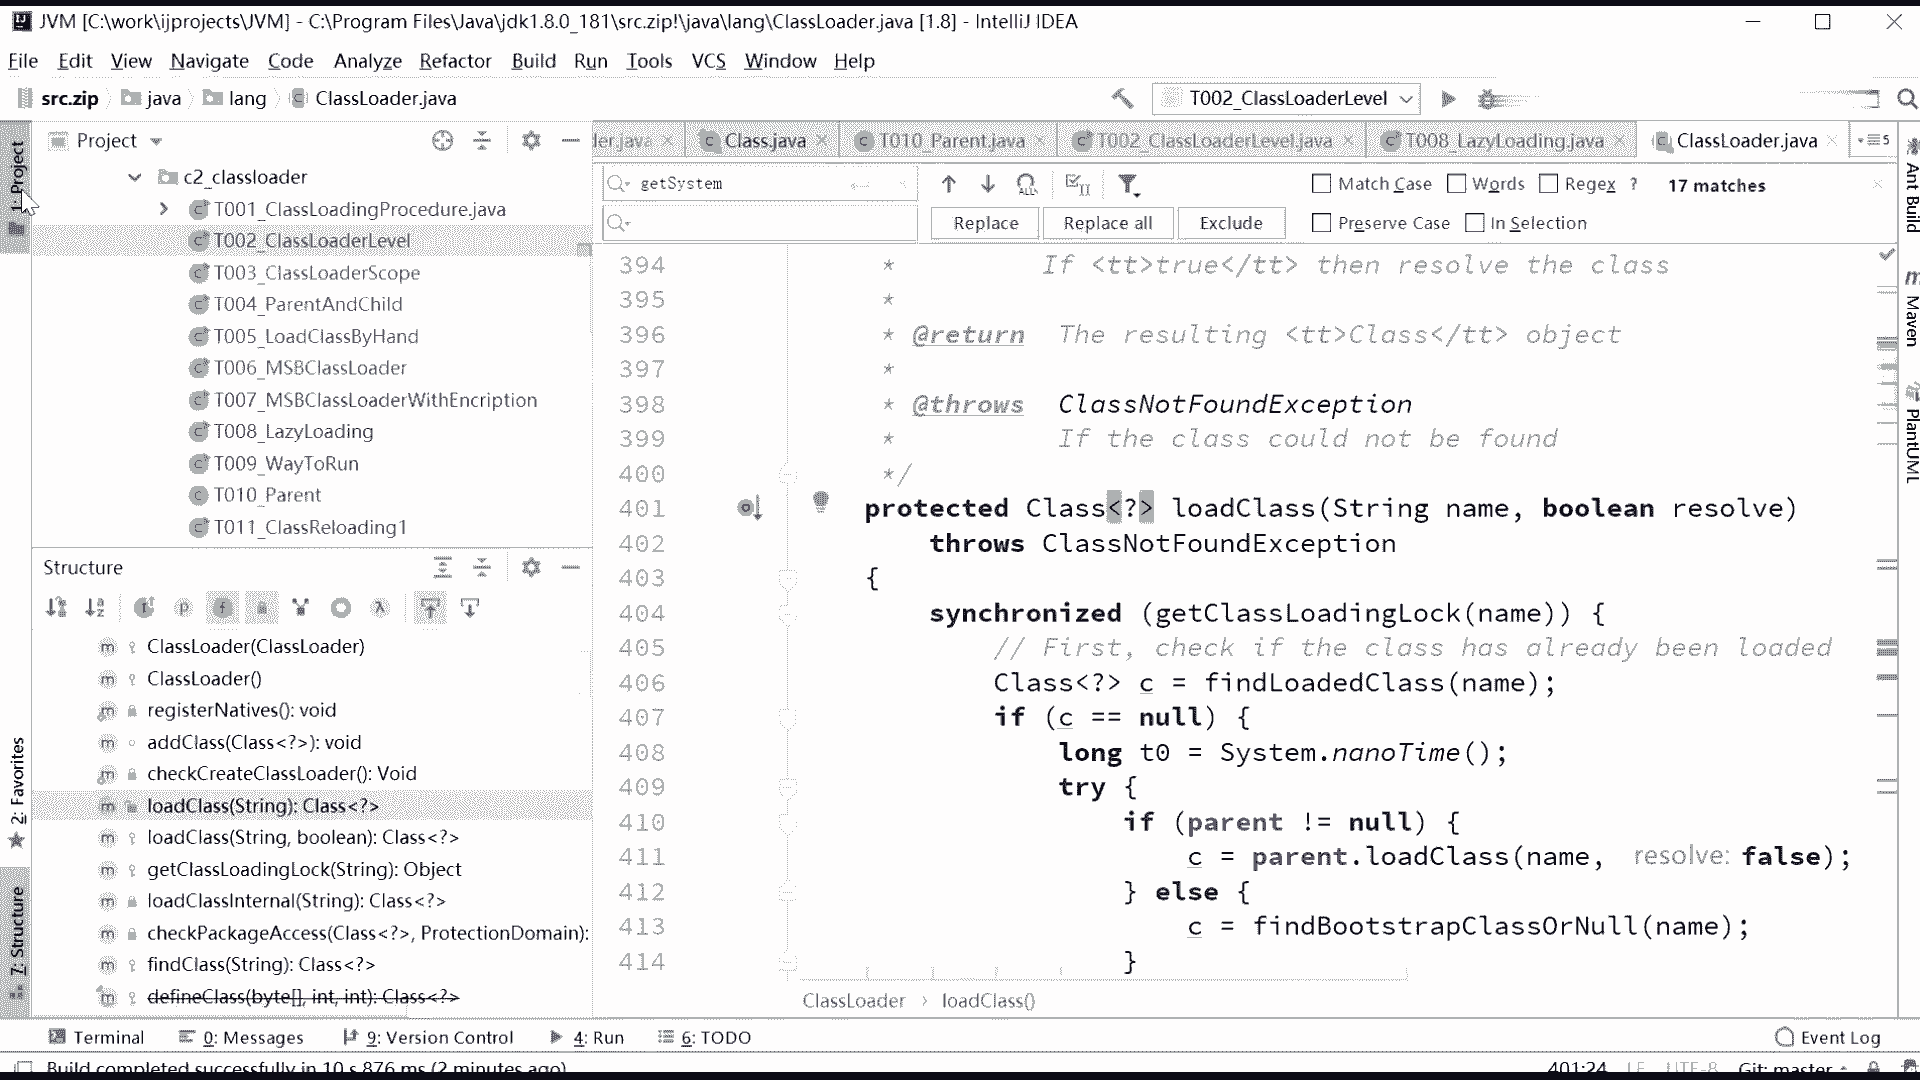 JVM [C:\work\ijprojects\JVM] - C:\Program Files\Java\jdk1.8.0_181\src.zip!\java\lang\ClassLoader.java [1.8] - IntelliJ IDEA
File Edit View Navigate Code Analyze Refactor Build Run Tools VCS Window Help
src.zip java lang ClassLoader.java T002_ClassLoaderLevel
1: Project
2: Favorites
7: Structure
Project
c2_classloader
T001_ClassLoadingProcedure.java
T002_ClassLoaderLevel
T003_ClassLoaderScope
T004_ParentAndChild
T005_LoadClassByHand
T006_MSBClassLoader
T007_MSBClassLoaderWithEncription
T008_LazyLoading
T009_WayToRun
T010_Parent
T011_ClassReloading1
Structure
ClassLoader(ClassLoader)
ClassLoader()
registerNatives(): void
addClass(Class<?>): void
checkCreateClassLoader(): Void
loadClass(String): Class<?>
loadClass(String, boolean): Class<?>
getClassLoadingLock(String): Object
loadClassInternal(String): Class<?>
checkPackageAccess(Class<?>, ProtectionDomain):
findClass(String): Class<?>
defineClass(byte[], int, int): Class<?>
der.java Class.java T010_Parent.java T002_ClassLoaderLevel.java T008_LazyLoading.java ClassLoader.java 5
getSystem Match Case Words Regex ? 17 matches
Replace Replace all Exclude Preserve Case In Selection
394 * If <tt>true</tt> then resolve the class
395 *
396 * @return The resulting <tt>Class</tt> object
397 *
398 * @throws ClassNotFoundException
399 * If the class could not be found
400 */
401 protected Class<?> loadClass(String name, boolean resolve)
402 throws ClassNotFoundException
403 {
404 synchronized (getClassLoadingLock(name)) {
405 // First, check if the class has already been loaded
406 Class<?> c = findLoadedClass(name);
407 if (c == null) {
408 long t0 = System.nanoTime();
409 try {
410 if (parent != null) {
411 c = parent.loadClass(name, resolve: false);
412 } else {
413 c = findBootstrapClassOrNull(name);
414 }
ClassLoader › loadClass()
Ant Build
Maven
PlantUML
Terminal 0: Messages 9: Version Control 4: Run 6: TODO Event Log
Build completed successfully in 10 s 876 ms (2 minutes ago) 401:24 LF UTF-8 Git: master